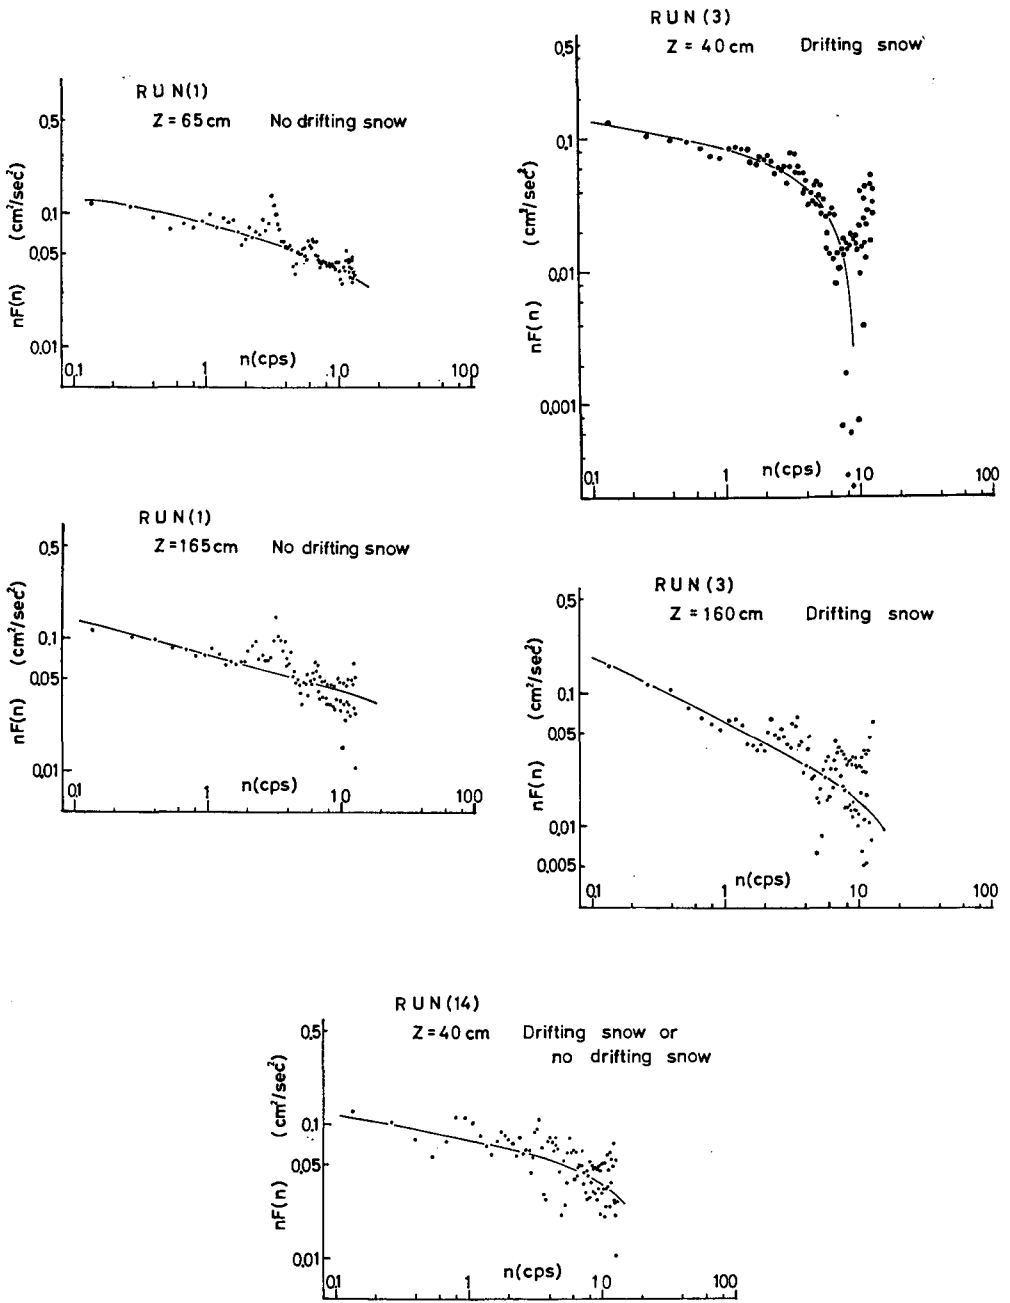 RUN(1)
Z = 65 cm No drifting snow
0.5
0.1
0.05
0.01
nF(n) (cm²/sec²)
n(cps)
0.1 1 10 100
RUN(3)
Z = 40 cm Drifting snow
0.5
0.1
0.01
0.001
nF(n) (cm²/sec²)
n(cps)
0.1 1 10 100
RUN(1)
Z = 165 cm No drifting snow
0.5
0.1
0.05
0.01
nF(n) (cm²/sec²)
n(cps)
0.1 1 10 100
RUN(3)
Z = 160 cm Drifting snow
0.5
0.1
0.05
0.01
0.005
nF(n) (cm²/sec²)
n(cps)
0.1 1 10 100
RUN(14)
Z = 40 cm Drifting snow or
no drifting snow
0.5
0.1
0.05
0.01
nF(n) (cm²/sec²)
n(cps)
0.1 1 10 100